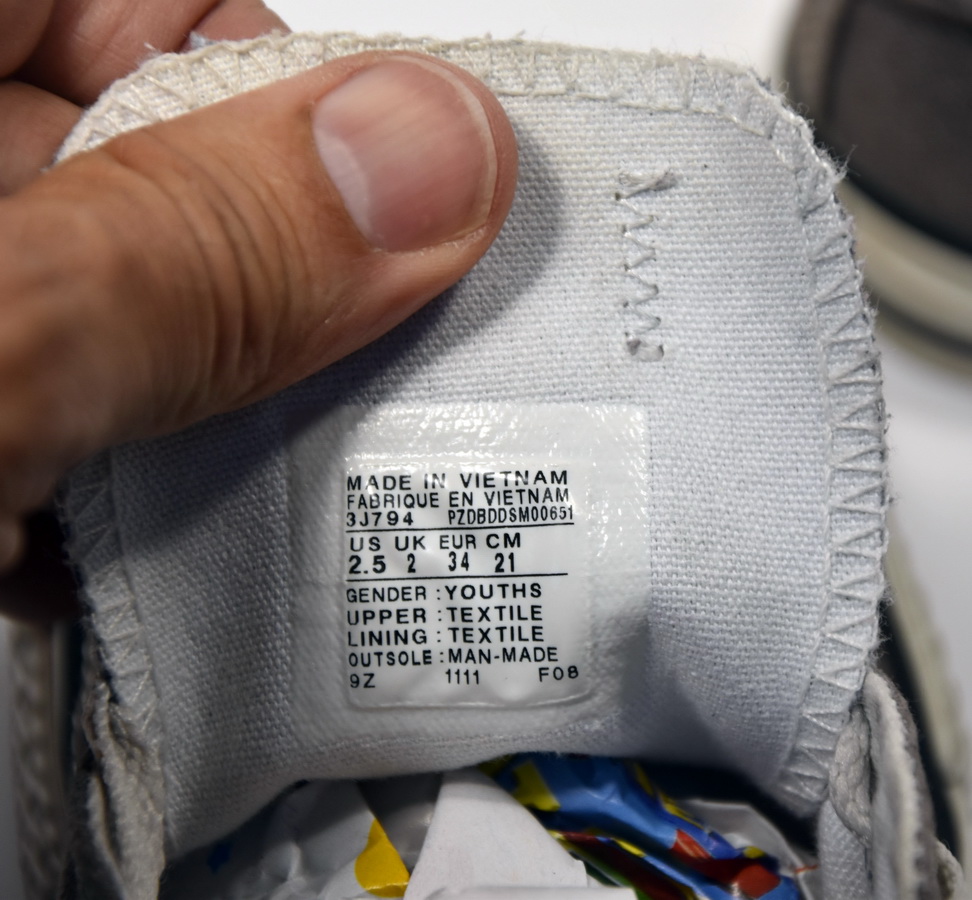 MADE IN VIETNAM
FABRIQUE EN VIETNAM
3J794 PZDBDDSM00651
US UK EUR CM
2.5 2 34 21
GENDER : YOUTHS
UPPER : TEXTILE
LINING : TEXTILE
OUTSOLE : MAN-MADE
9Z 1111 F08